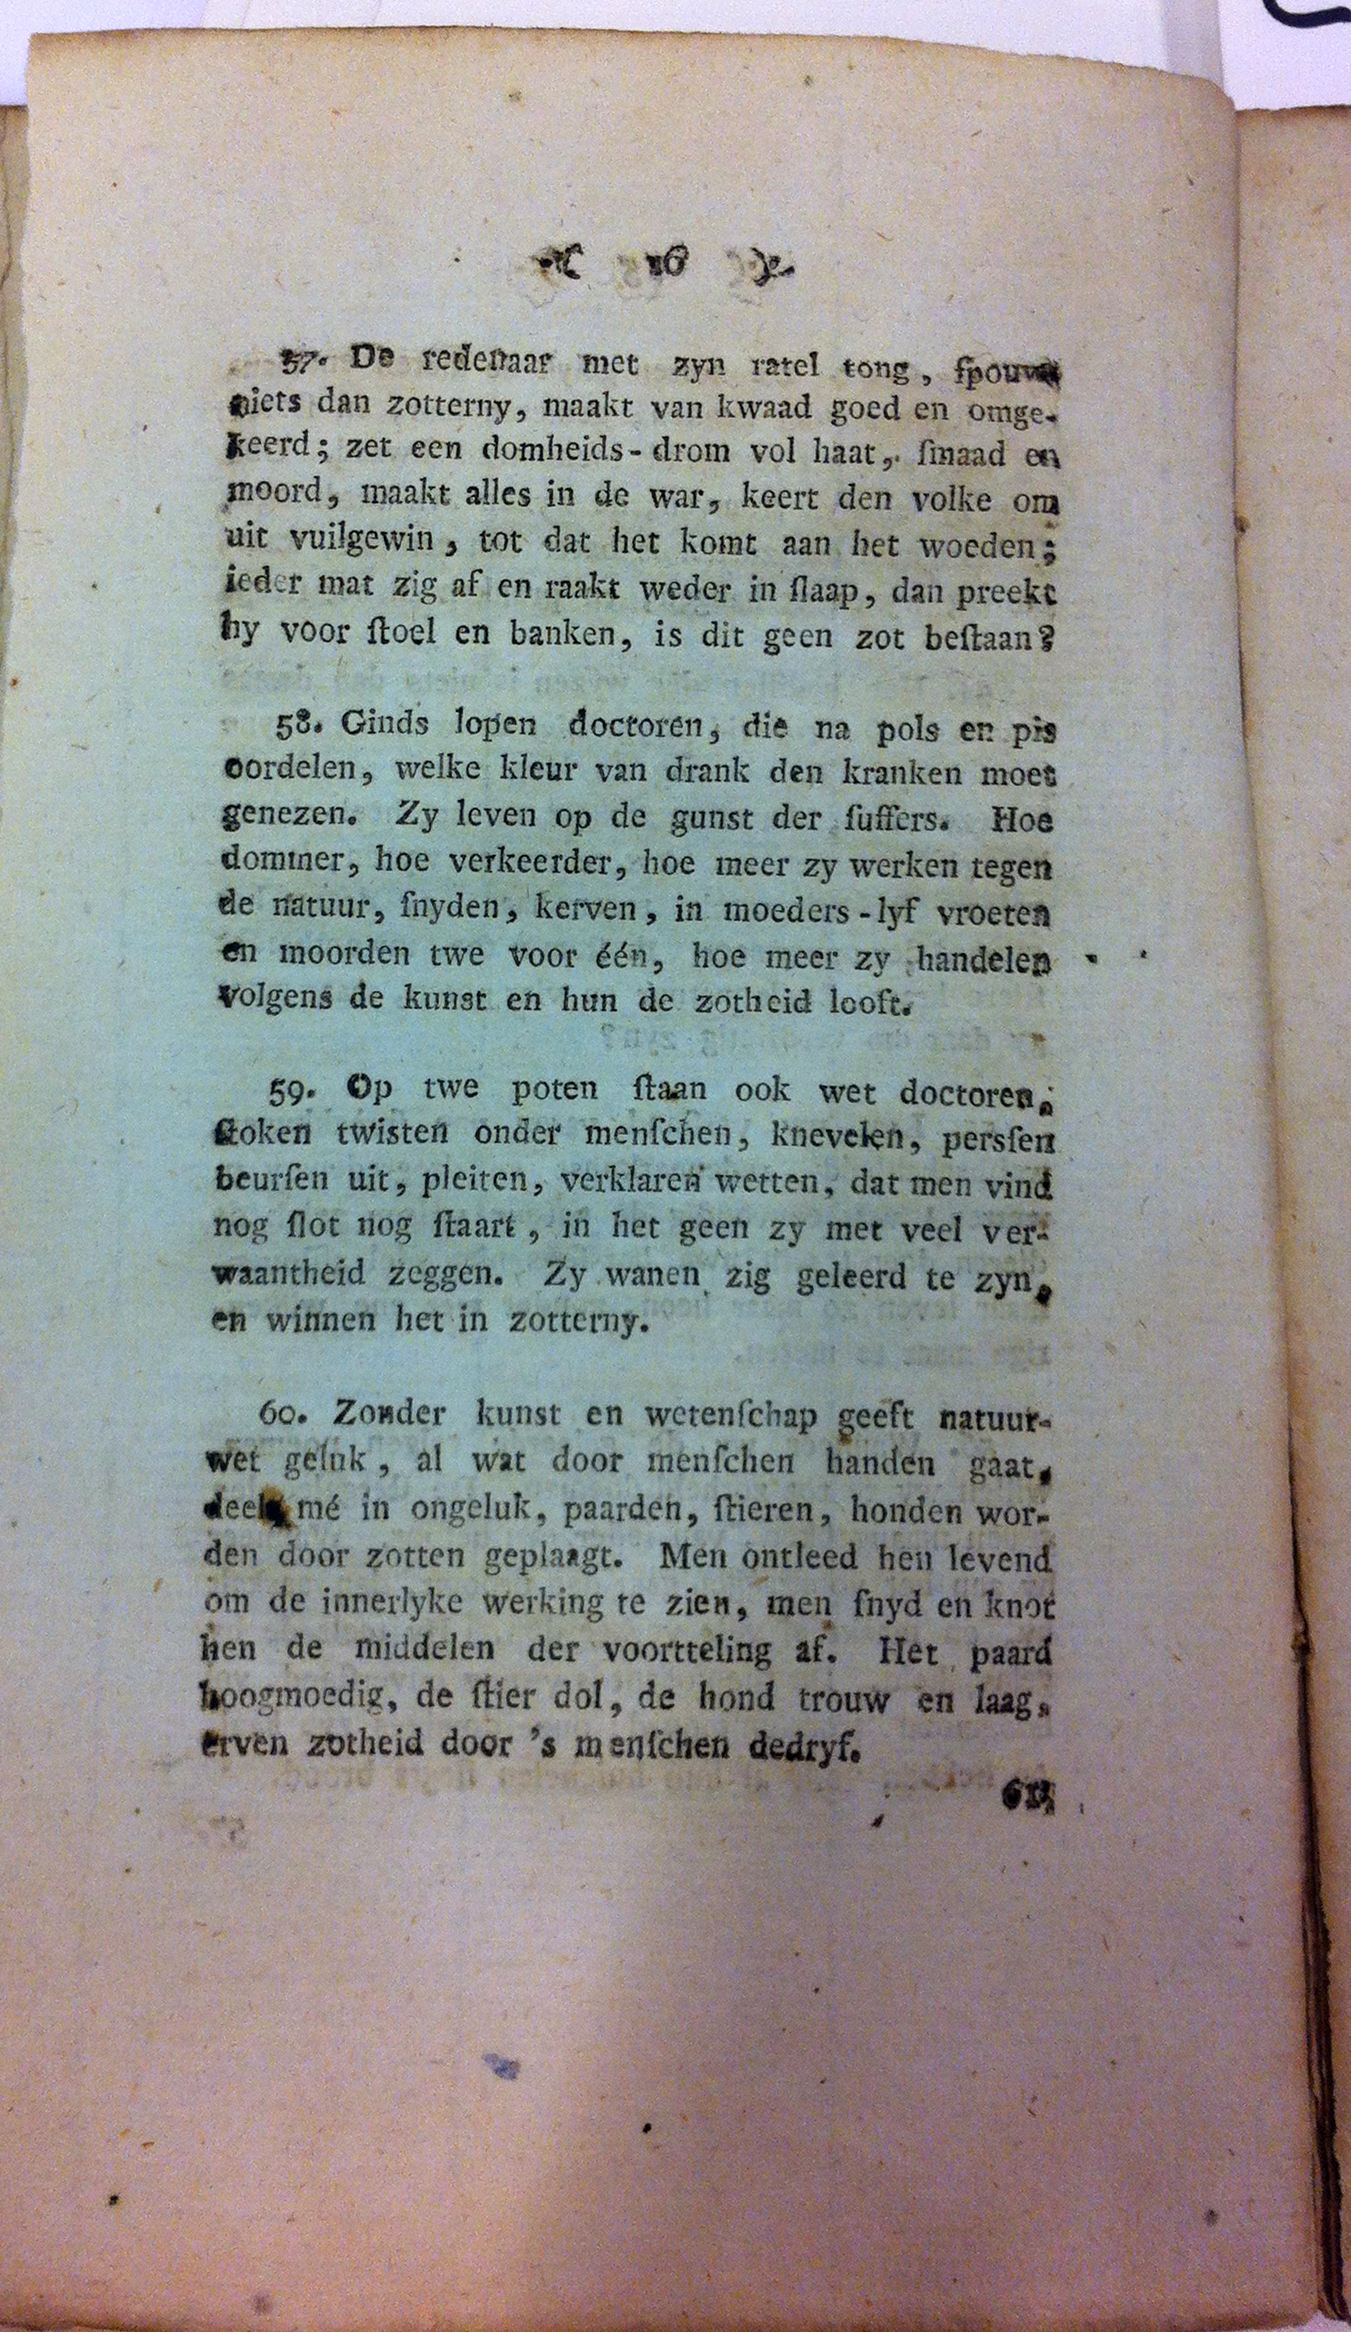 16
57. De redenaar met zyn ratel tong, ſpouwt
niets dan zotterny, maakt van kwaad goed en omge-
keerd; zet een domheids-drom vol haat, ſmaad en
moord, maakt alles in de war, keert den volke om
uit vuilgewin, tot dat het komt aan het woeden;
ieder mat zig af en raakt weder in ſlaap, dan preekt
hy voor ſtoel en banken, is dit geen zot beſtaan?
58. Ginds lopen doctoren, die na pols en pis
oordelen, welke kleur van drank den kranken moet
genezen. Zy leven op de gunst der ſuffers. Hoe
dommer, hoe verkeerder, hoe meer zy werken tegen
de natuur, ſnyden, kerven, in moeders-lyf vroeten
en moorden twe voor één, hoe meer zy handelen
volgens de kunst en hun de zotheid looft.
59. Op twe poten ſtaan ook wet doctoren,
ſtoken twisten onder menſchen, knevelen, persſen
beurſen uit, pleiten, verklaren wetten, dat men vind
nog ſlot nog ſtaart, in het geen zy met veel ver-
waantheid zeggen. Zy wanen zig geleerd te zyn,
en winnen het in zotterny.
60. Zonder kunst en wetenſchap geeft natuur-
wet geluk, al wat door menſchen handen gaat,
mé in ongeluk, paarden, ſtieren, honden wor-
den door zotten geplaagt. Men ontleed hen levend
om de innerlyke werking te zien, men ſnyd en knot
hen de middelen der voortteling af. Het paard
hoogmoedig, de ſtier dol, de hond trouw en laag,
erven zotheid door 's menſchen dedryf.
61.